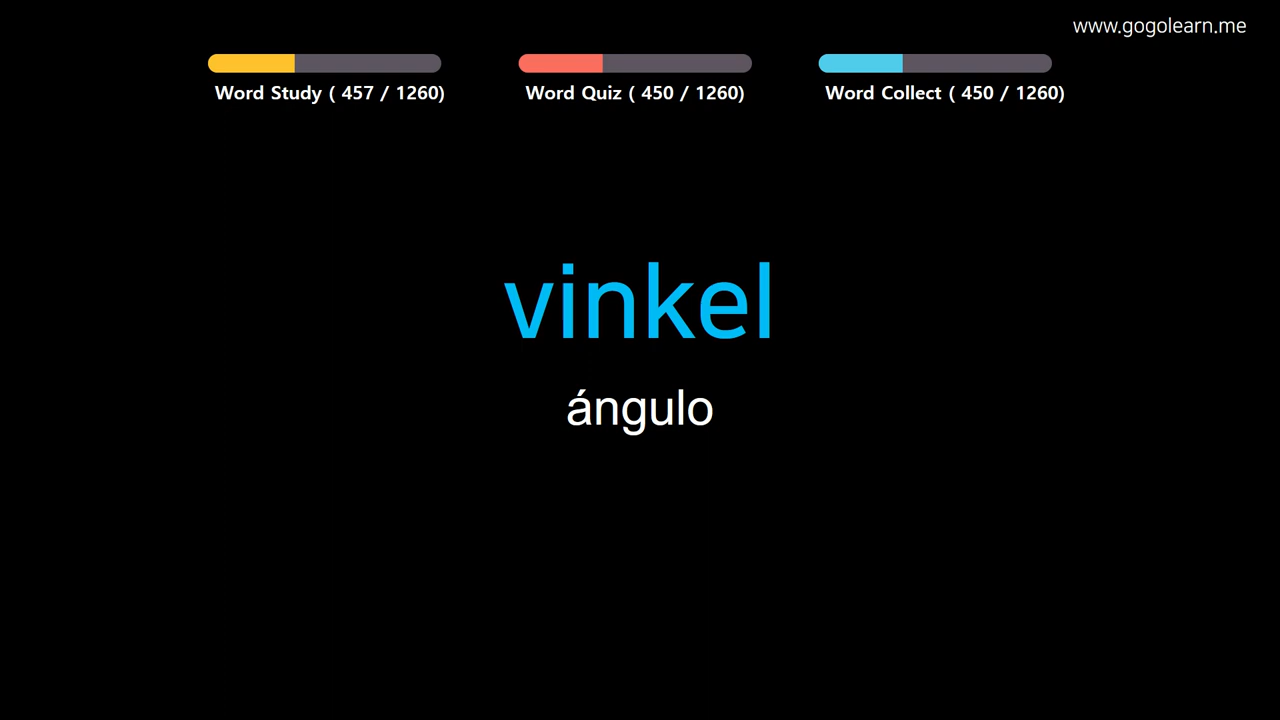 www.gogolearn.me
Word Study ( 457 / 1260)
Word Quiz ( 450 / 1260)
Word Collect ( 450 / 1260)
vinkel
ángulo